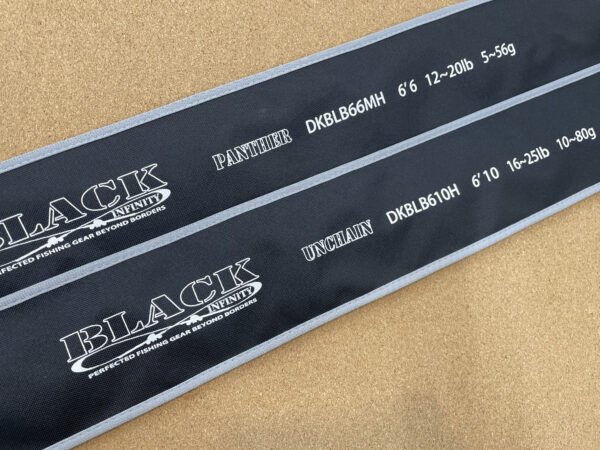 BLACK
INFINITY
PERFECTED FISHING GEAR BEYOND BORDERS
PANTHER DKBLB66MH 6'6 12~20lb 5~56g
BLACK
INFINITY
PERFECTED FISHING GEAR BEYOND BORDERS
UNCHAIN DKBLB610H 6'10 16~25lb 10~80g